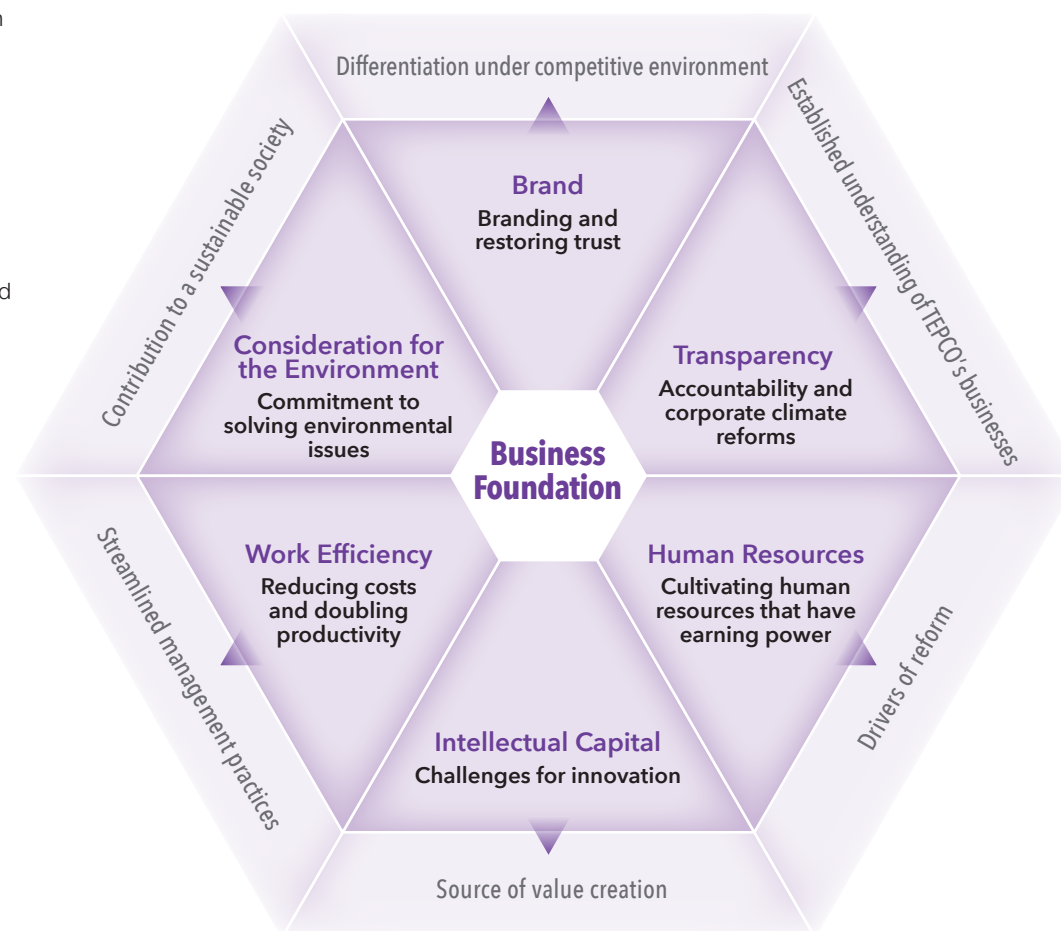 n
d
Differentiation under competitive environment
Contribution to a sustainable society
Established understanding of TEPCO's businesses
Brand
Branding and
restoring trust
Consideration for
the Environment
Commitment to
solving environmental
issues
Transparency
Accountability and
corporate climate
reforms
Business
Foundation
Work Efficiency
Reducing costs
and doubling
productivity
Human Resources
Cultivating human
resources that have
earning power
Streamlined management practices
Drivers of reform
Intellectual Capital
Challenges for innovation
Source of value creation